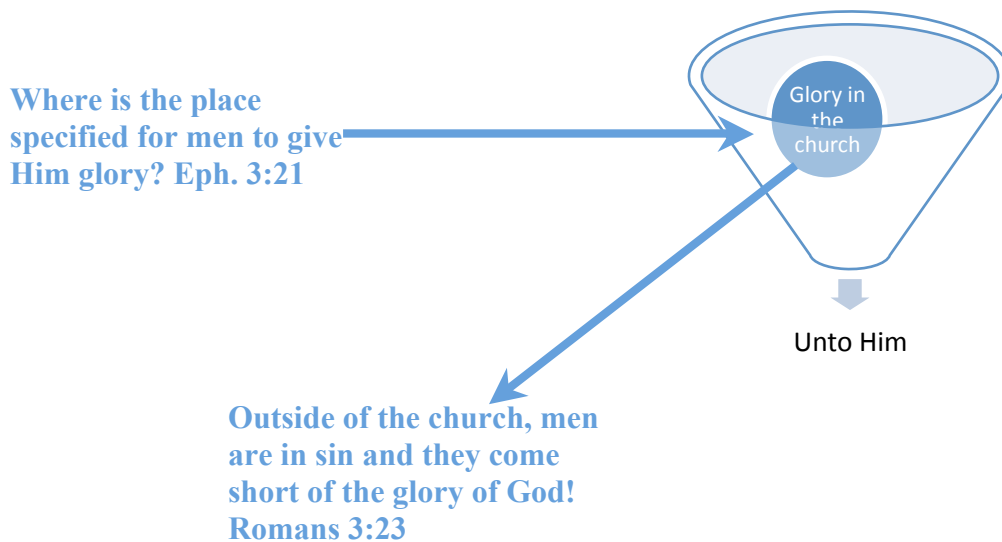 Where is the place
specified for men to give
Him glory? Eph. 3:21
Glory in
the
church
Unto Him
Outside of the church, men
are in sin and they come
short of the glory of God!
Romans 3:23